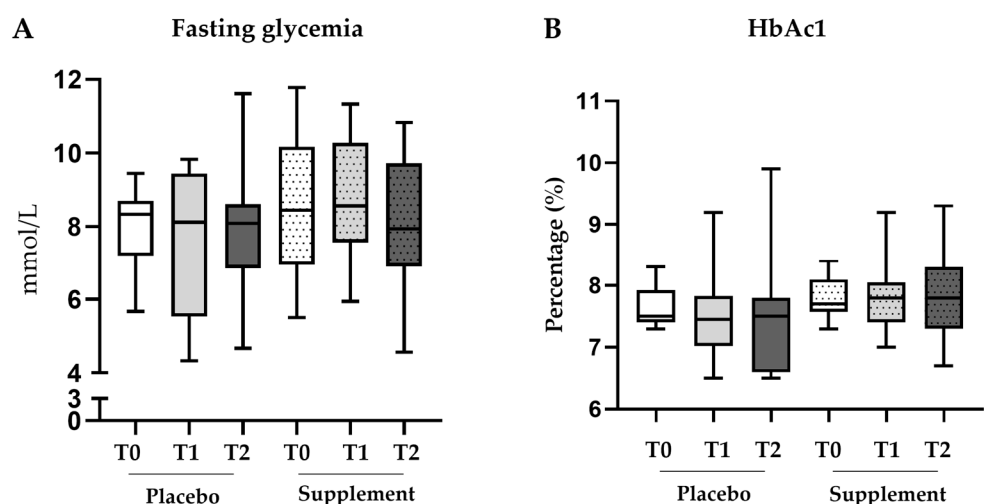 A
Fasting glycemia
mmol/L
12
10
8
6
4
3
0
T0 T1 T2 T0 T1 T2
Placebo Supplement
B
HbAc1
Percentage (%)
11
10
9
8
7
6
T0 T1 T2 T0 T1 T2
Placebo Supplement